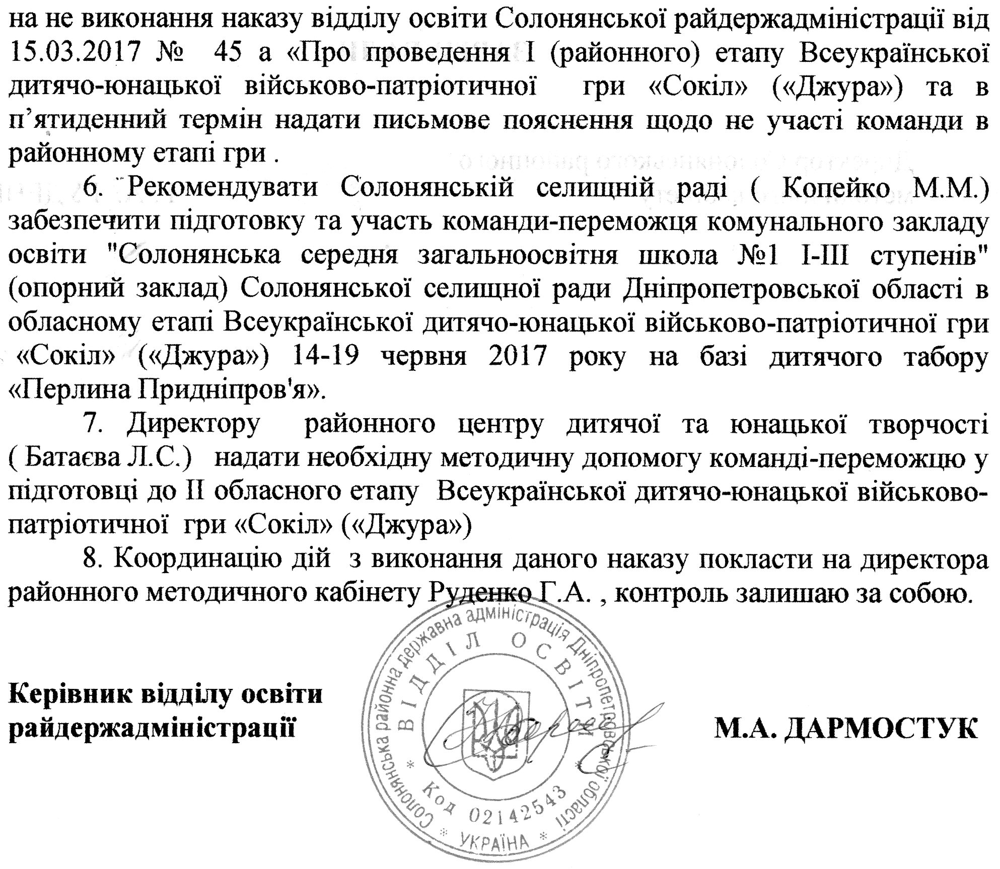 на не виконання наказу відділу освіти Солонянської райдержадміністрації від
15.03.2017 № 45 а «Про проведення І (районного) етапу Всеукраїнської
дитячо-юнацької військово-патріотичної гри «Сокіл» («Джура») та в
п’ятиденний термін надати письмове пояснення щодо не участі команди в
районному етапі гри .
6. Рекомендувати Солонянській селищній раді ( Копейко М.М.)
забезпечити підготовку та участь команди-переможця комунального закладу
освіти "Солонянська середня загальноосвітня школа №1 І-ІІІ ступенів"
(опорний заклад) Солонянської селищної ради Дніпропетровської області в
обласному етапі Всеукраїнської дитячо-юнацької військово-патріотичної гри
«Сокіл» («Джура») 14-19 червня 2017 року на базі дитячого табору
«Перлина Придніпров'я».
7. Директору районного центру дитячої та юнацької творчості
( Батаєва Л.С.) надати необхідну методичну допомогу команді-переможцю у
підготовці до ІІ обласного етапу Всеукраїнської дитячо-юнацької військово-
патріотичної гри «Сокіл» («Джура»)
8. Координацію дій з виконання даного наказу покласти на директора
районного методичного кабінету Руденко Г.А. , контроль залишаю за собою.
Солонянська районна державна адміністрація Дніпропетровської області
ВІДДІЛ ОСВІТИ
* Код 02142543 *
* УКРАЇНА *
Керівник відділу освіти
райдержадміністрації
М.А. ДАРМОСТУК